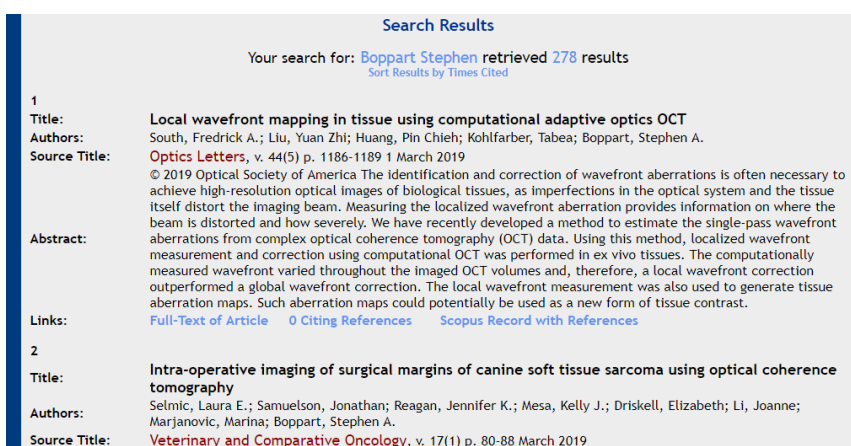 Search Results
Your search for: Boppart Stephen retrieved 278 results
Sort Results by Times Cited
1
Title: Local wavefront mapping in tissue using computational adaptive optics OCT
Authors: South, Fredrick A.; Liu, Yuan Zhi; Huang, Pin Chieh; Kohlfarber, Tabea; Boppart, Stephen A.
Source Title: Optics Letters, v. 44(5) p. 1186-1189 1 March 2019
© 2019 Optical Society of America The identification and correction of wavefront aberrations is often necessary to
achieve high-resolution optical images of biological tissues, as imperfections in the optical system and the tissue
itself distort the imaging beam. Measuring the localized wavefront aberration provides information on where the
beam is distorted and how severely. We have recently developed a method to estimate the single-pass wavefront
Abstract: aberrations from complex optical coherence tomography (OCT) data. Using this method, localized wavefront
measurement and correction using computational OCT was performed in ex vivo tissues. The computationally
measured wavefront varied throughout the imaged OCT volumes and, therefore, a local wavefront correction
outperformed a global wavefront correction. The local wavefront measurement was also used to generate tissue
aberration maps. Such aberration maps could potentially be used as a new form of tissue contrast.
Links: Full-Text of Article 0 Citing References Scopus Record with References
2
Title: Intra-operative imaging of surgical margins of canine soft tissue sarcoma using optical coherence
tomography
Authors: Selmic, Laura E.; Samuelson, Jonathan; Reagan, Jennifer K.; Mesa, Kelly J.; Driskell, Elizabeth; Li, Joanne;
Marjanovic, Marina; Boppart, Stephen A.
Source Title: Veterinary and Comparative Oncology, v. 17(1) p. 80-88 March 2019